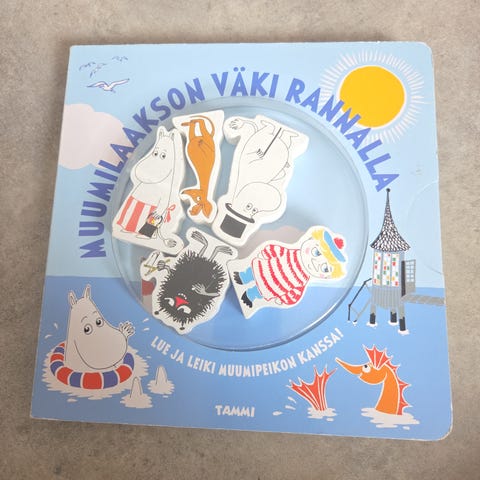 MUUMILAAKSON VÄKI RANNALLA
LUE JA LEIKI MUUMIPEIKON KANSSA!
TAMMI